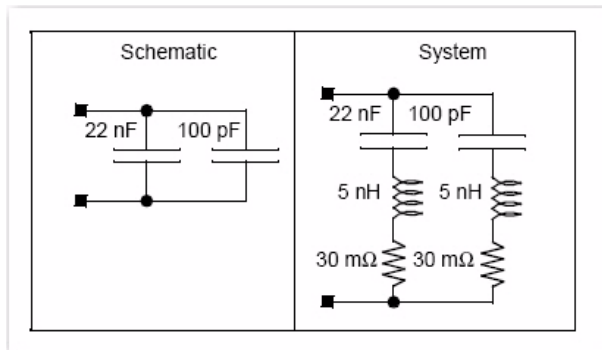 Schematic
22 nF 100 pF
System
22 nF 100 pF
5 nH 5 nH
30 mΩ 30 mΩ